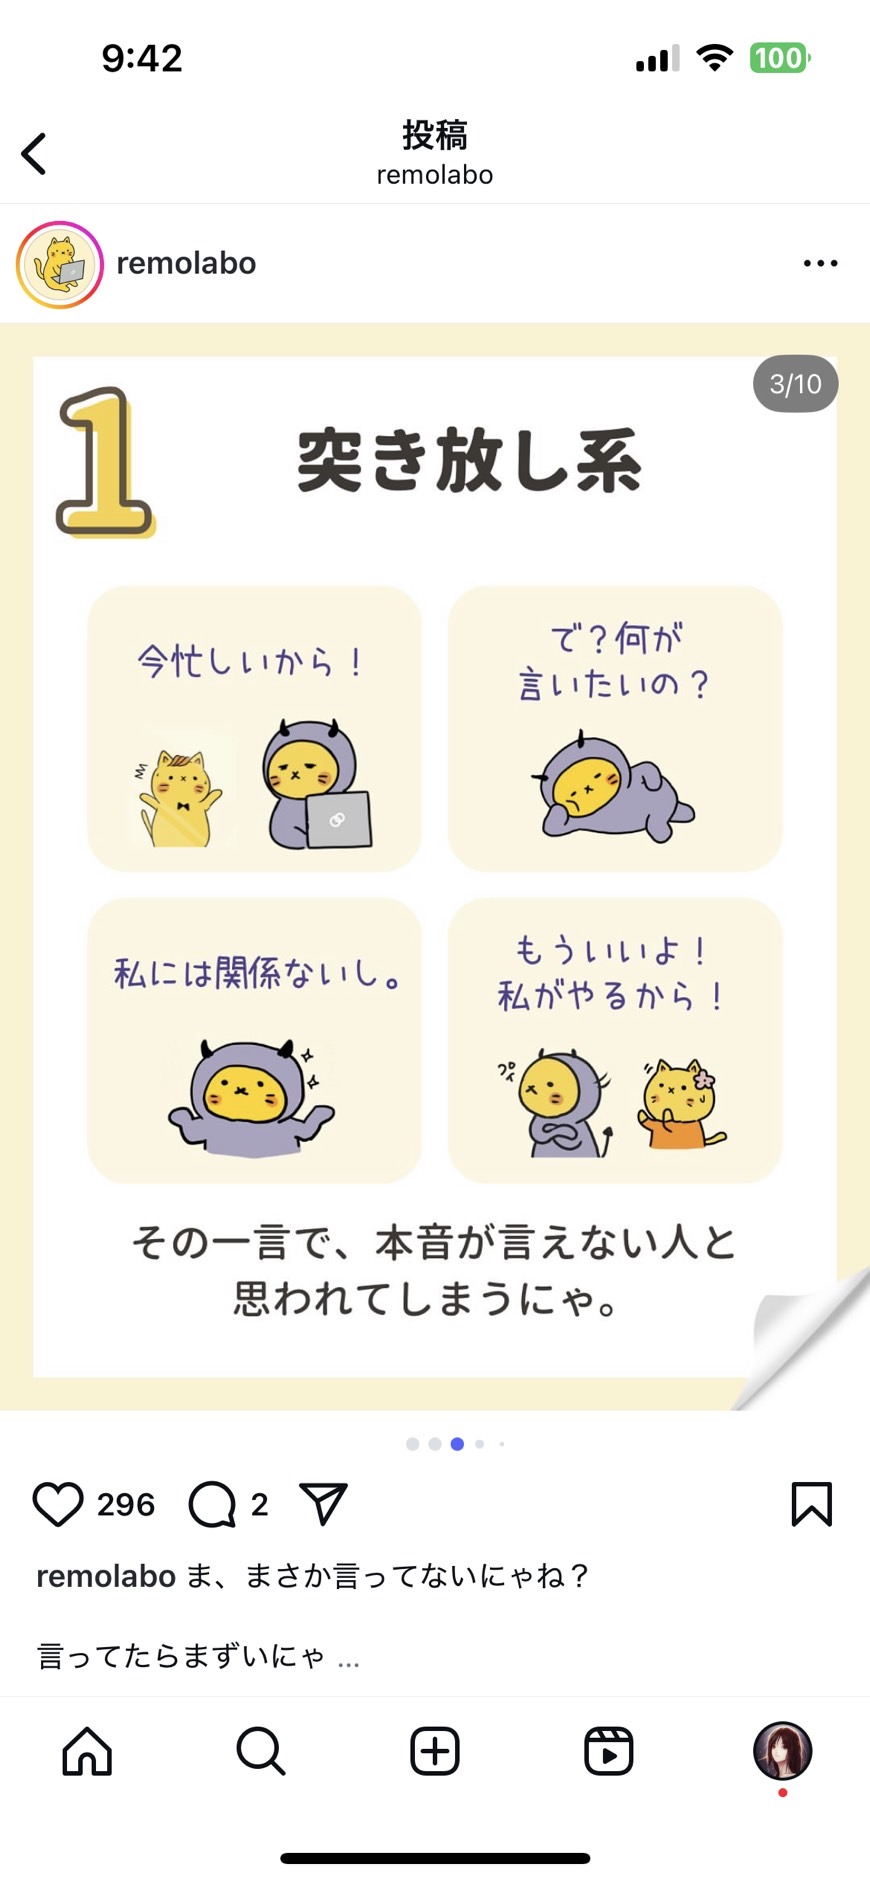 9:42
100
投稿
remolabo
remolabo
3/10
1
突き放し系
今忙しいから！
で？何が
言いたいの？
私には関係ないし。
もういいよ！
私がやるから！
プイ
その一言で、本音が言えない人と
思われてしまうにゃ。
296
2
remolabo ま、まさか言ってないにゃね？
言ってたらまずいにゃ ...